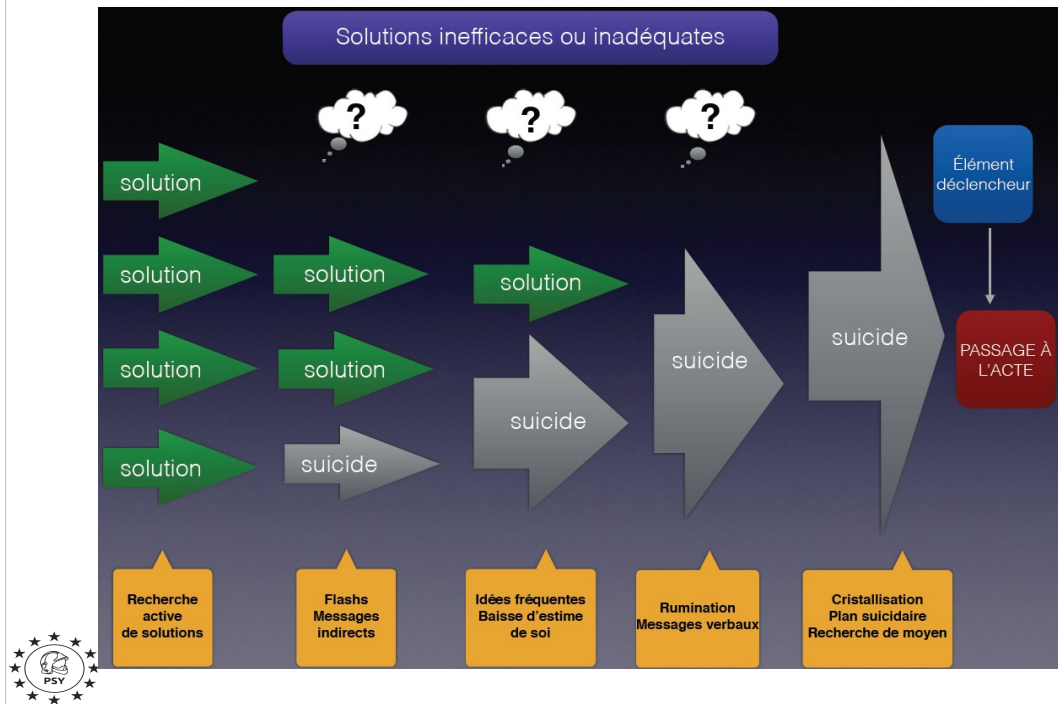 Solutions inefficaces ou inadéquates
?
?
?
solution
solution
solution
solution
solution
solution
suicide
solution
suicide
suicide
suicide
Élément
déclencheur
PASSAGE À
L'ACTE
Recherche
active
de solutions
Flashs
Messages
indirects
Idées fréquentes
Baisse d'estime
de soi
Rumination
Messages verbaux
Cristallisation
Plan suicidaire
Recherche de moyen
PSY